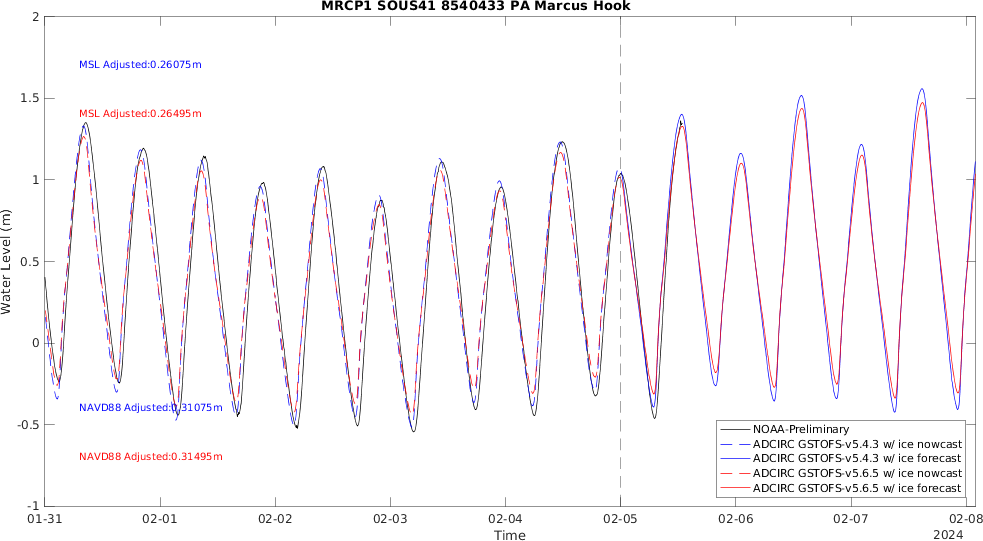 MRCP1 SOUS41 8540433 PA Marcus Hook
2
MSL Adjusted:0.26075m
1.5
MSL Adjusted:0.26495m
1
0.5
Water Level (m)
0
NAVD88 Adjusted:0.31075m
-0.5
NAVD88 Adjusted:0.31495m
NOAA-Preliminary
ADCIRC GSTOFS-v5.4.3 w/ ice nowcast
ADCIRC GSTOFS-v5.4.3 w/ ice forecast
ADCIRC GSTOFS-v5.6.5 w/ ice nowcast
ADCIRC GSTOFS-v5.6.5 w/ ice forecast
-1
01-31 02-01 02-02 02-03 02-04 02-05 02-06 02-07 02-08
Time
2024